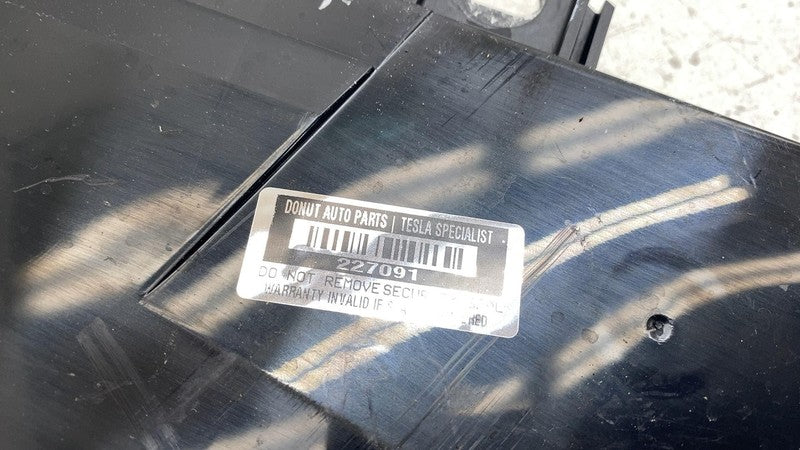 DONUT AUTO PARTS | TESLA SPECIALIST
227091
DO NOT REMOVE
WARRANTY INVALID IF